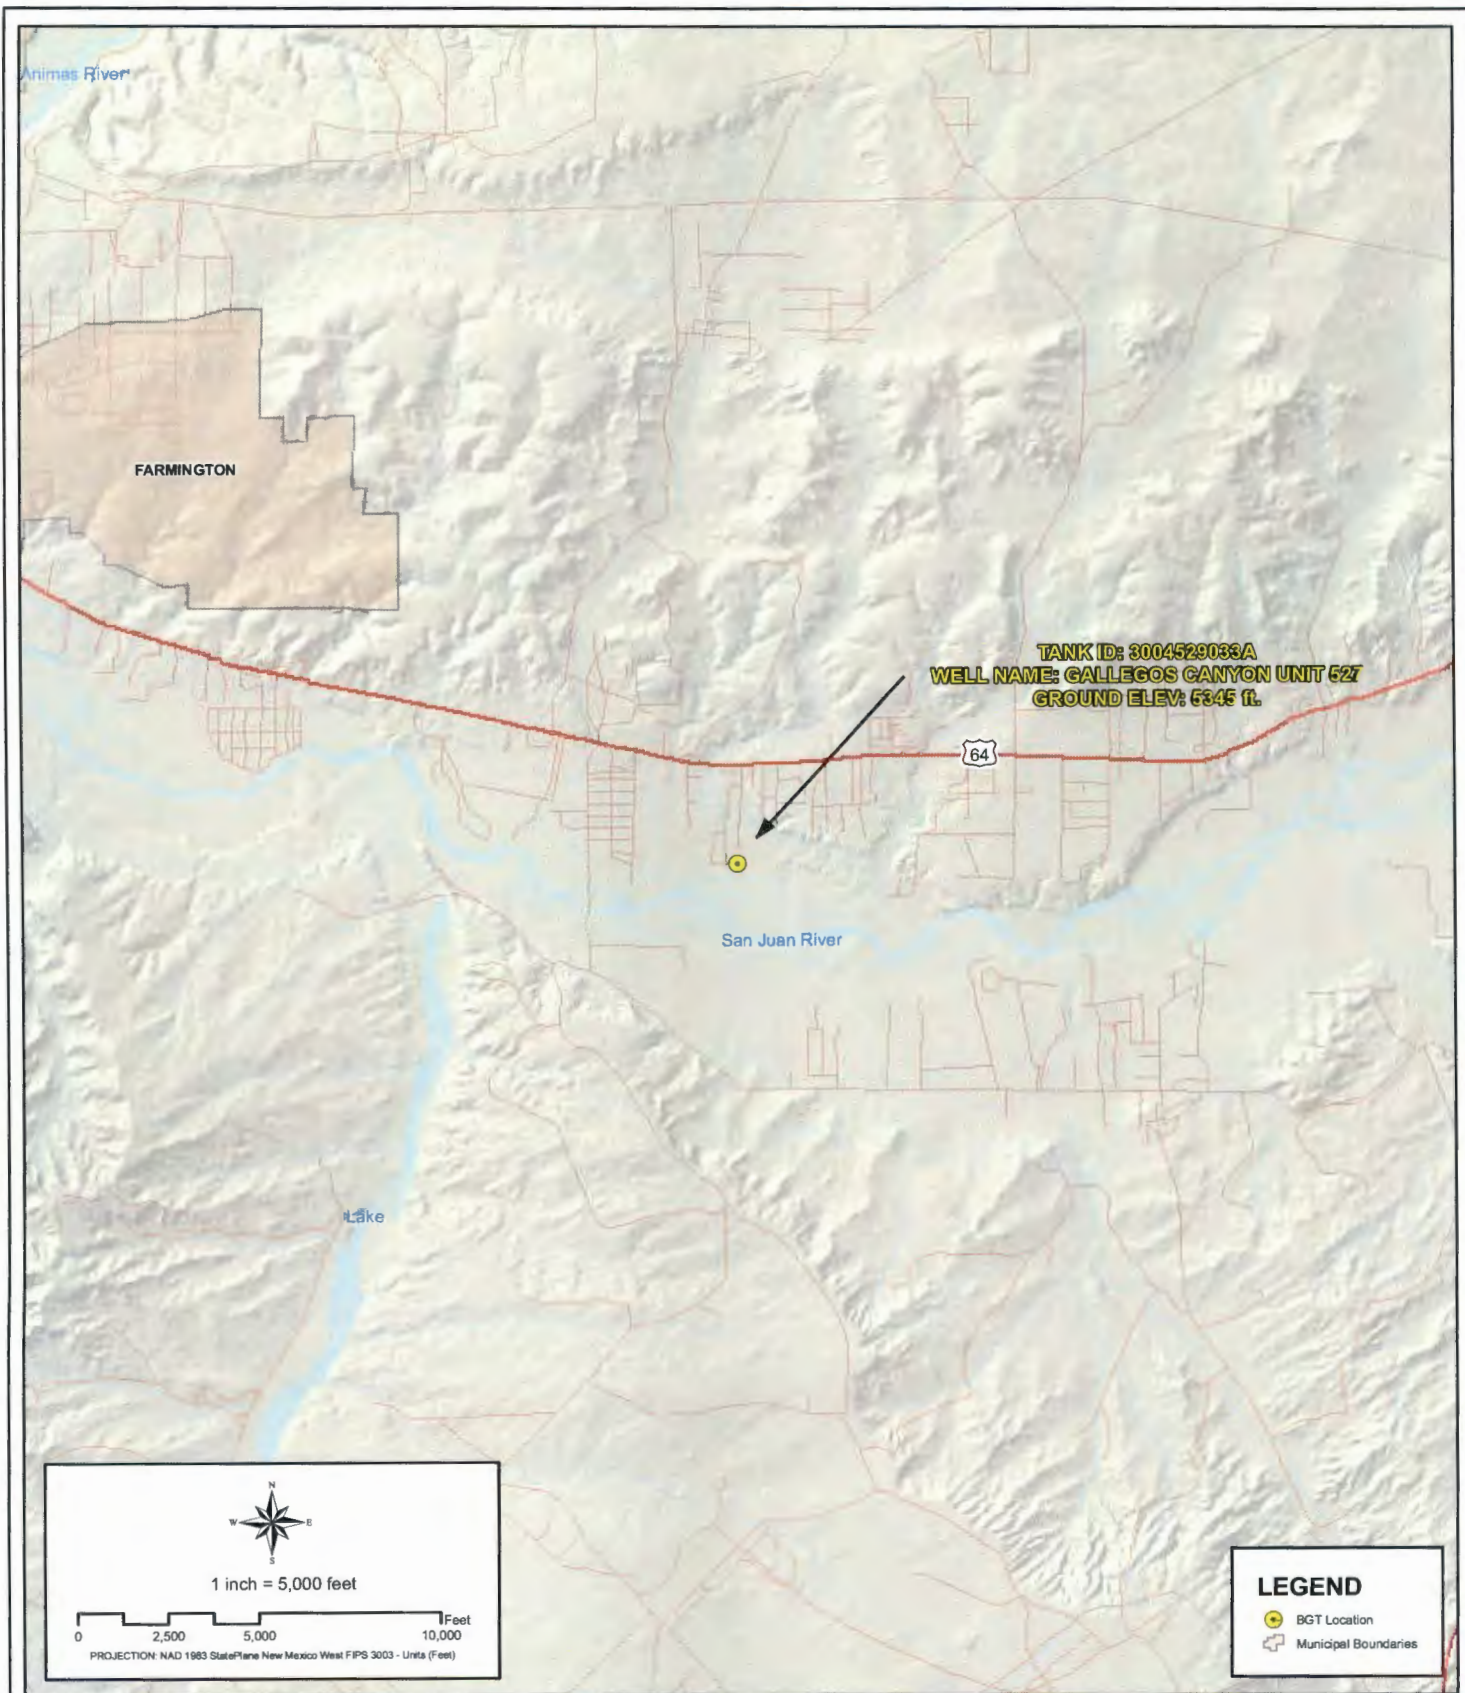 Animas River
FARMINGTON
TANK ID: 3004529033A
WELL NAME: GALLEGOS CANYON UNIT 527
GROUND ELEV: 5345 ft.
64
San Juan River
Lake
N
W E
S
1 inch = 5,000 feet
Feet
0 2,500 5,000 10,000
PROJECTION: NAD 1983 StatePlane New Mexico West FIPS 3003 - Units (Feet)
LEGEND
BGT Location
Municipal Boundaries